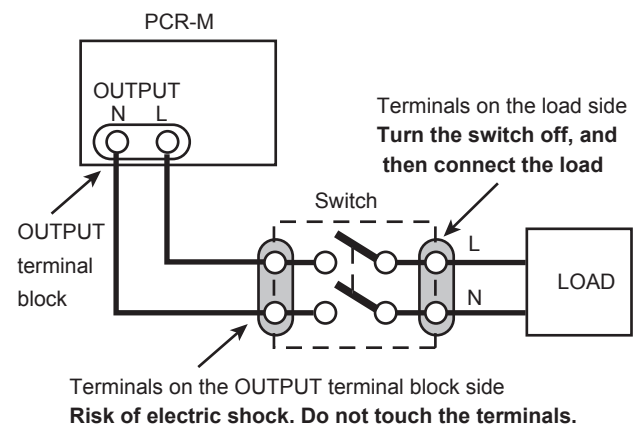 PCR-M
OUTPUT
N L
Terminals on the load side
Turn the switch off, and
then connect the load
OUTPUT
terminal
block
Switch
L
N
LOAD
Terminals on the OUTPUT terminal block side
Risk of electric shock. Do not touch the terminals.